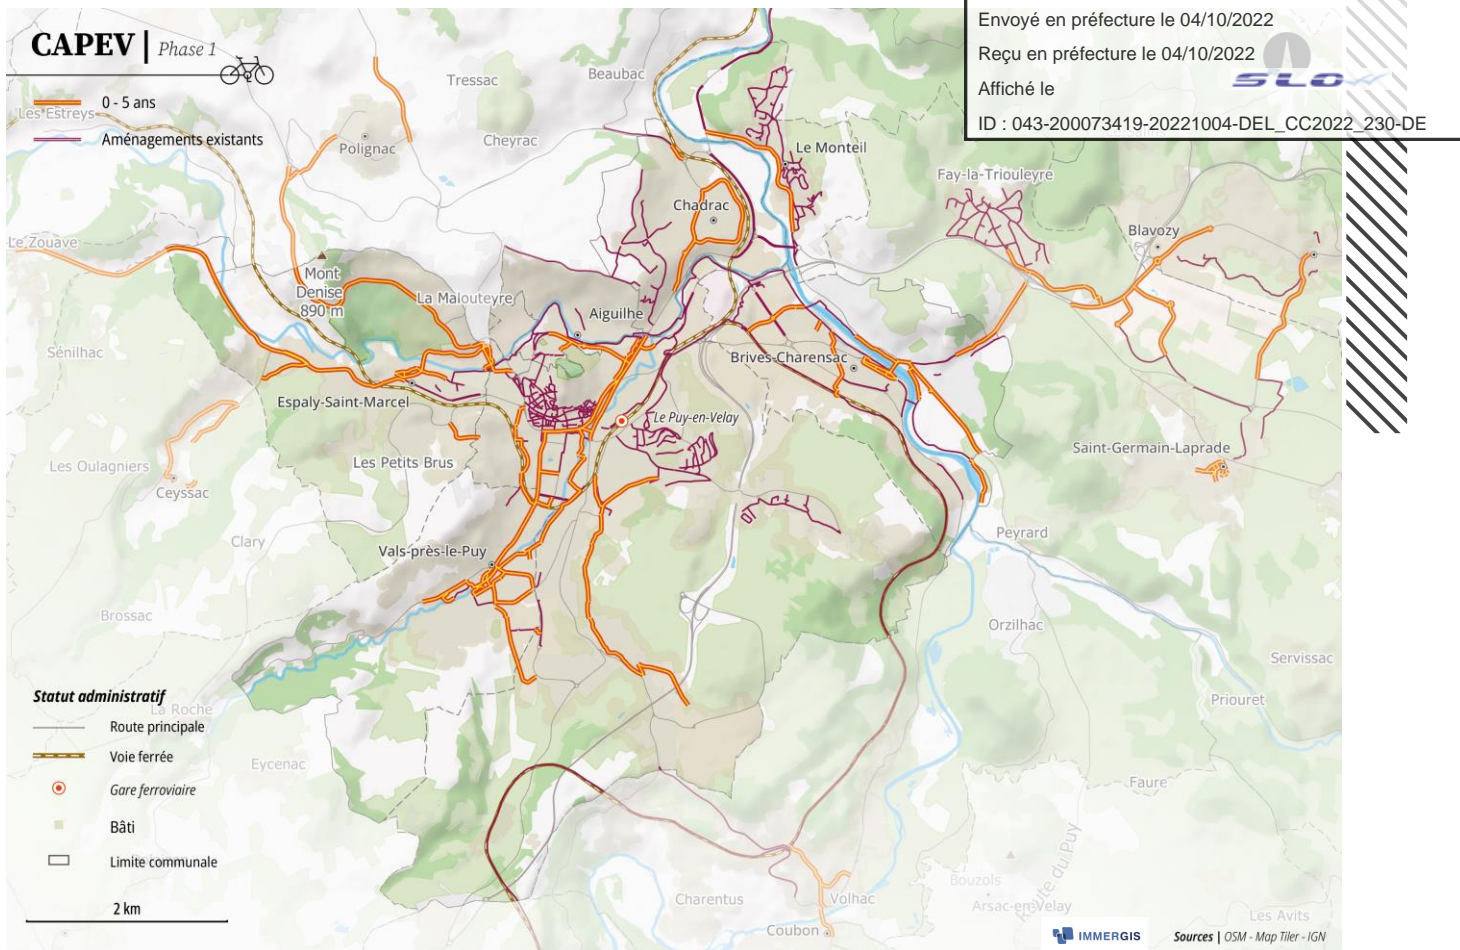 Envoyé en préfecture le 04/10/2022
Reçu en préfecture le 04/10/2022
Affiché le
SLO
ID : 043-200073419-20221004-DEL_CC2022_230-DE
CAPEV | Phase 1
0 - 5 ans
Aménagements existants
Les Estreys
Tressac
Beaubac
Cheyrac
Polignac
Le Monteil
Fay-la-Triouleyre
Chadrac
Blavozy
Le Zouave
Mont
Denise
890 m
La Malouteyre
Aiguilhe
Sénilhac
Brives-Charensac
Espaly-Saint-Marcel
Le Puy-en-Velay
Saint-Germain-Laprade
Les Oulagniers
Les Petits Brus
Ceyssac
Clary
Vals-près-le-Puy
Peyrard
Brossac
Orzilhac
Servissac
Priouret
La Roche
Eycenac
Faure
Route du Puy
Bouzols
Charentus
Volhac
Arsac-en-Velay
Les Avits
Coubon
Statut administratif
Route principale
Voie ferrée
Gare ferroviaire
Bâti
Limite communale
2 km
IMMERGIS
Sources | OSM - Map Tiler - IGN